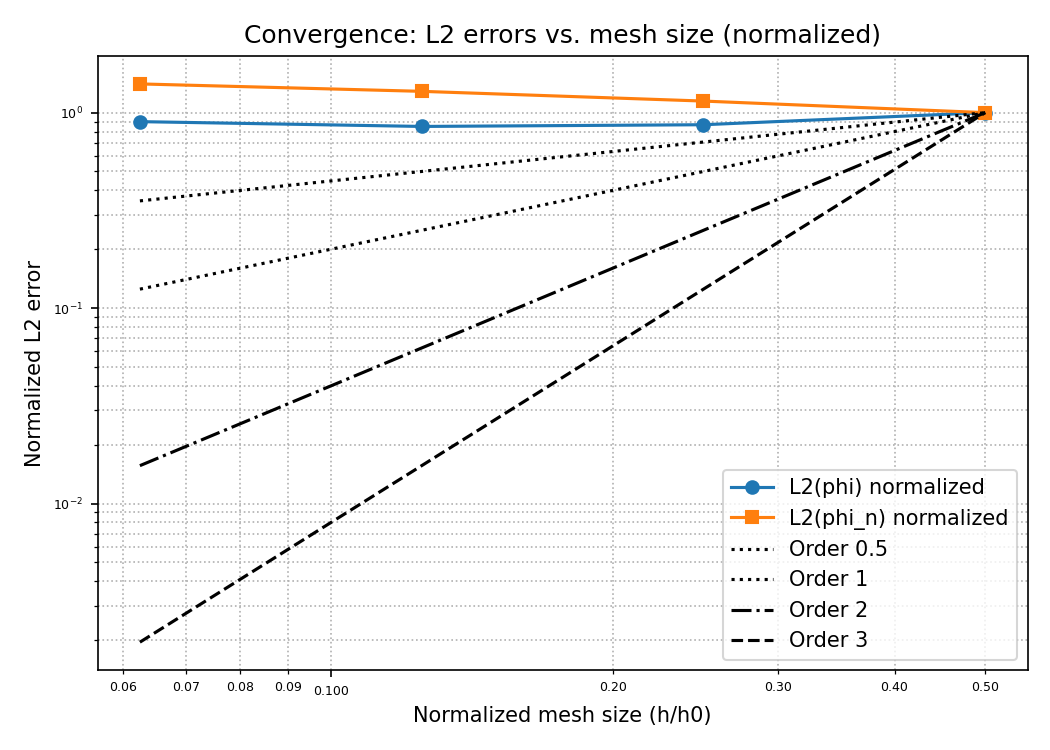 Convergence: L2 errors vs. mesh size (normalized)
Normalized L2 error
10⁰
10⁻¹
10⁻²
L2(phi) normalized
L2(phi_n) normalized
Order 0.5
Order 1
Order 2
Order 3
0.06 0.07 0.08 0.09 0.100 0.20 0.30 0.40 0.50
Normalized mesh size (h/h0)